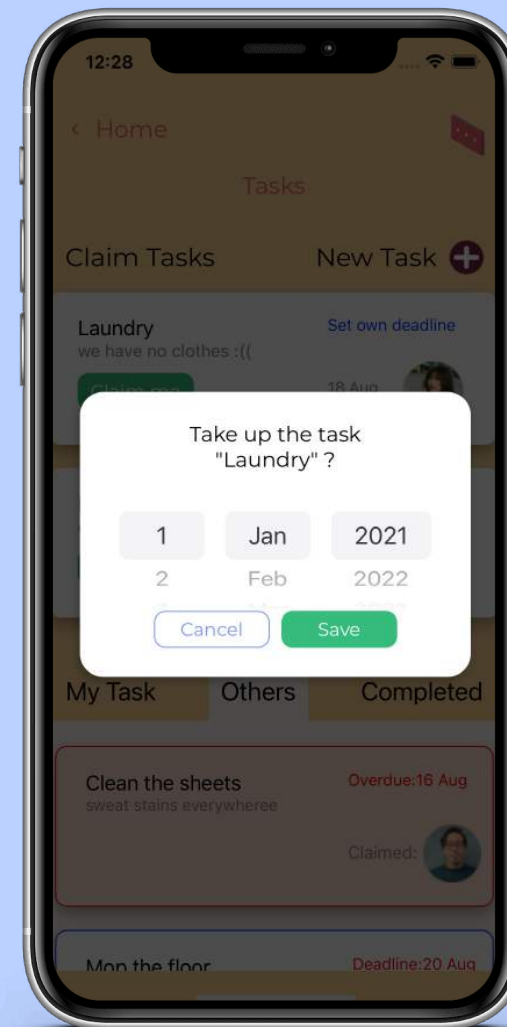 12:28
‹ Home
Tasks
Claim Tasks
New Task
Laundry
Set own deadline
we have no clothes :((
Claim
18 Aug
Take up the task
"Laundry" ?
1 Jan 2021
2 Feb 2022
Cancel
Save
My Task
Others
Completed
Clean the sheets
Overdue:16 Aug
sweat stains everywheree
Claimed:
Mop the floor
Deadline:20 Aug